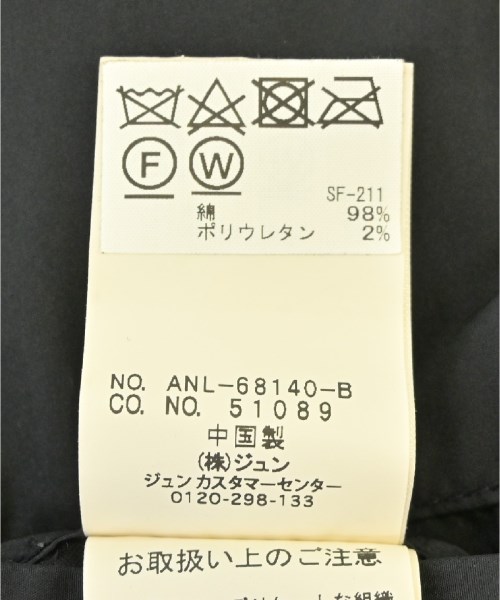 F W
SF-211
綿 98%
ポリウレタン 2%
NO. ANL-68140-B
CO. NO. 51089
中国製
(株)ジュン
ジュン カスタマーセンター
0120-298-133
お取扱い上のご注意